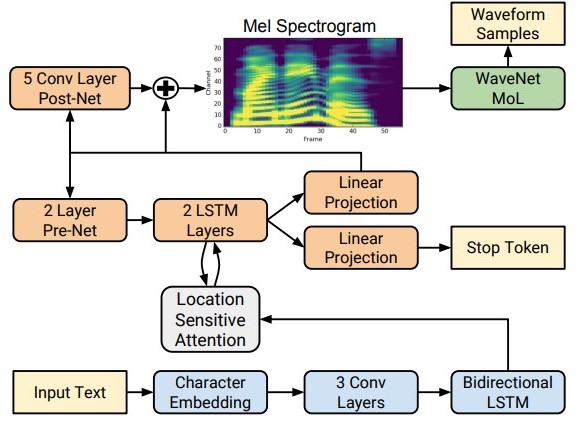 Mel Spectrogram
Waveform
Samples
5 Conv Layer
Post-Net
Channel
70
60
50
40
30
20
10
0
0 10 20 30 40 50
Frame
WaveNet
MoL
2 Layer
Pre-Net
2 LSTM
Layers
Linear
Projection
Linear
Projection
Stop Token
Location
Sensitive
Attention
Input Text
Character
Embedding
3 Conv
Layers
Bidirectional
LSTM